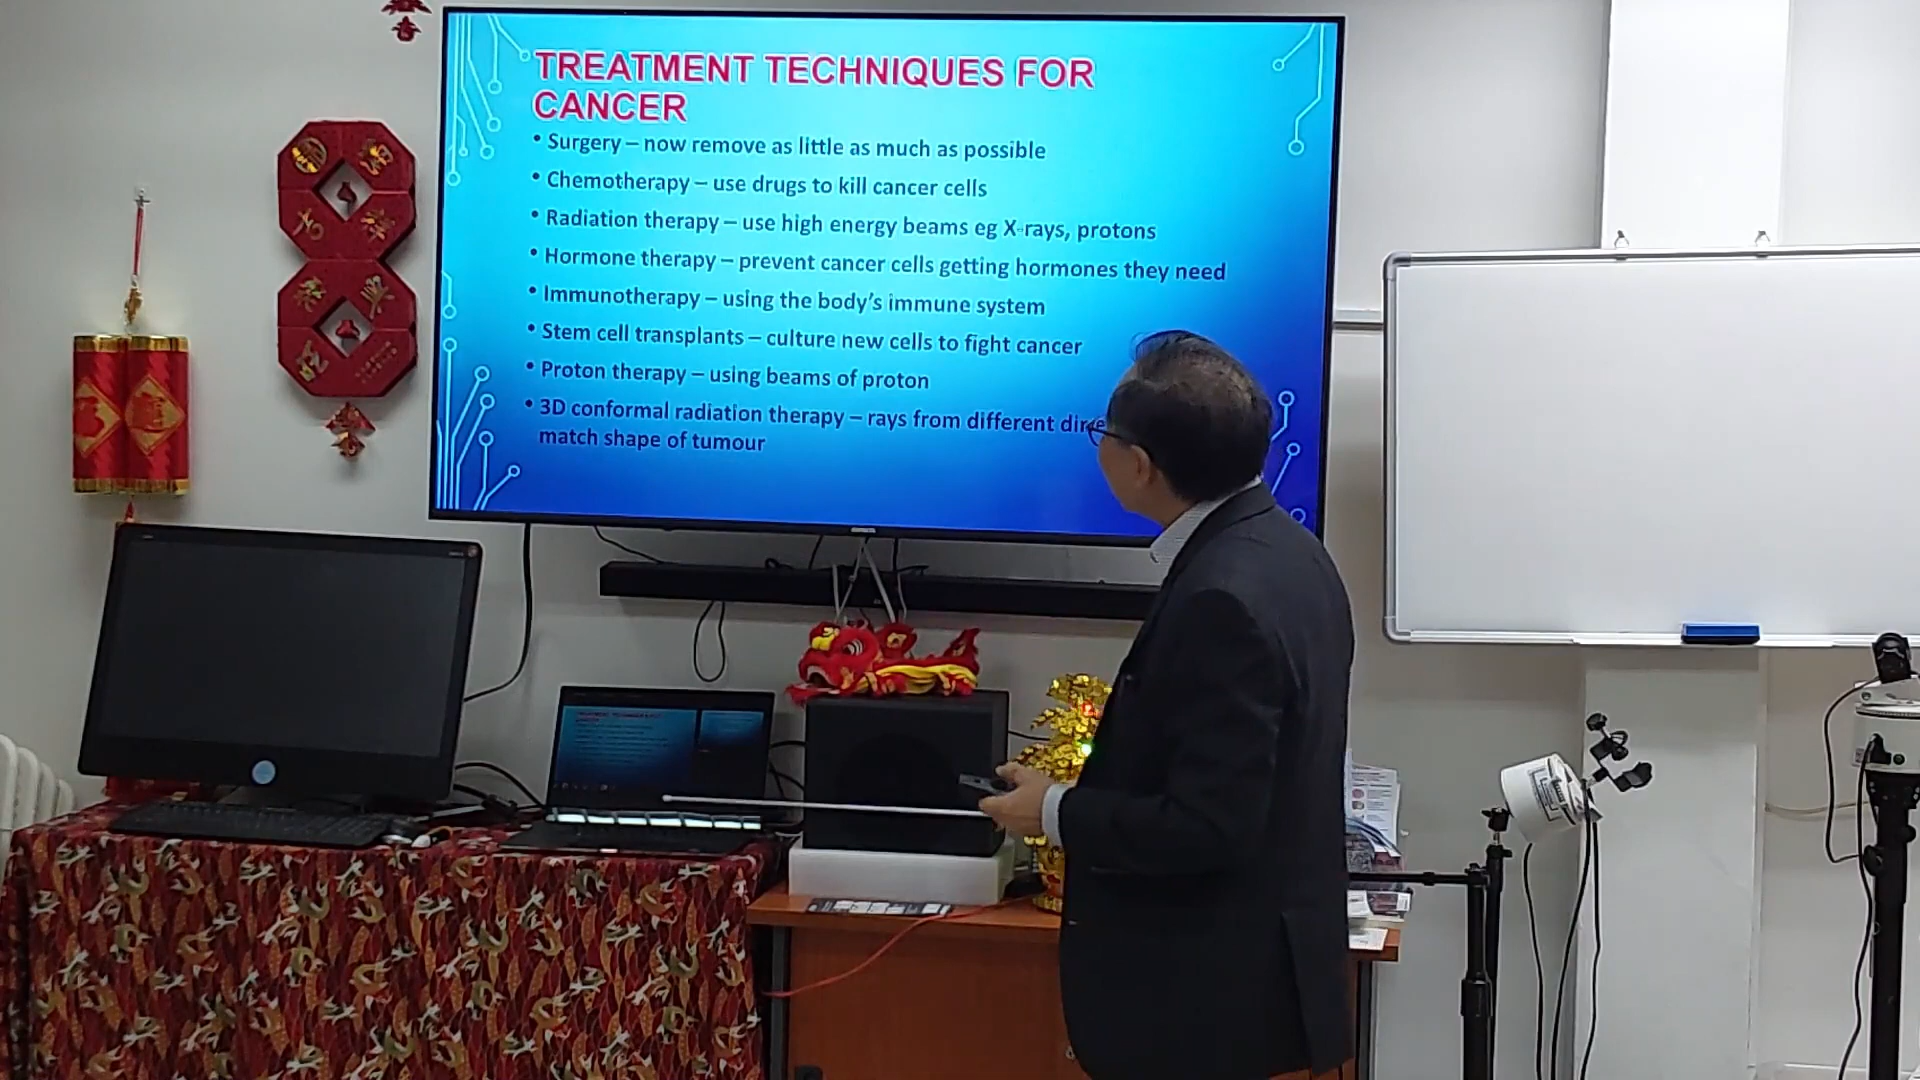 TREATMENT TECHNIQUES FOR
CANCER
• Surgery – now remove as little as much as possible
• Chemotherapy – use drugs to kill cancer cells
• Radiation therapy – use high energy beams eg X-rays, protons
• Hormone therapy – prevent cancer cells getting hormones they need
• Immunotherapy – using the body's immune system
• Stem cell transplants – culture new cells to fight cancer
• Proton therapy – using beams of proton
• 3D conformal radiation therapy – rays from different
match shape of tumour